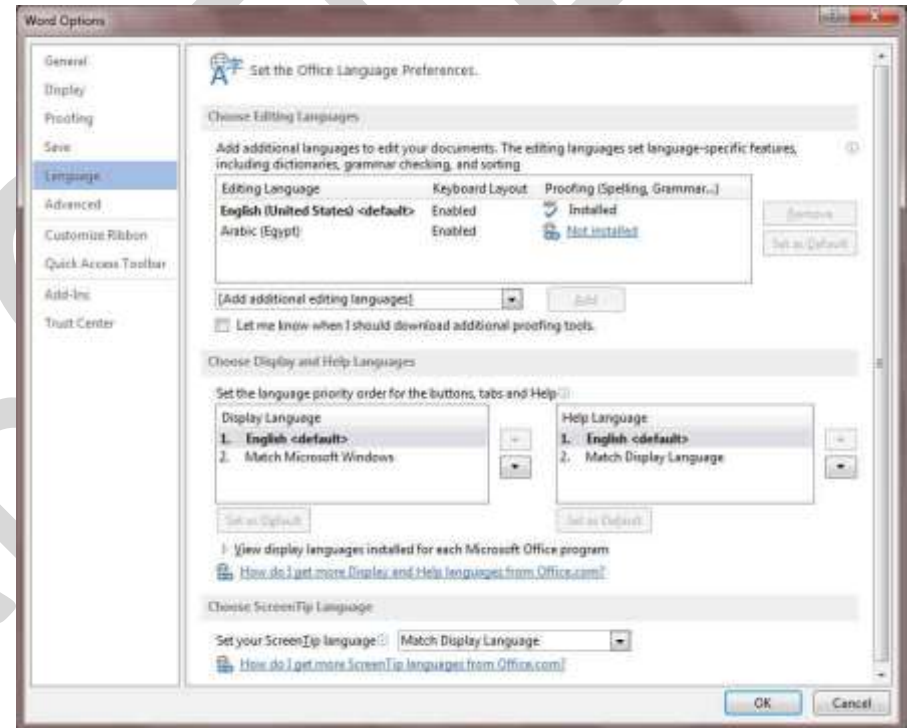 Word Options
General
Display
Proofing
Save
Language
Advanced
Customize Ribbon
Quick Access Toolbar
Add-Ins
Trust Center
Set the Office Language Preferences.
Choose Editing Languages
Add additional languages to edit your documents. The editing languages set language-specific features,
including dictionaries, grammar checking, and sorting
Editing Language Keyboard Layout Proofing (Spelling, Grammar...)
English (United States) <default> Enabled Installed
Arabic (Egypt) Enabled Not installed
Remove
Set as Default
[Add additional editing languages] Add
Let me know when I should download additional proofing tools.
Choose Display and Help Languages
Set the language priority order for the buttons, tabs and Help
Display Language
1. English <default>
2. Match Microsoft Windows
Set as Default
Help Language
1. English <default>
2. Match Display Language
Set as Default
View display languages installed for each Microsoft Office program
How do I get more Display and Help languages from Office.com?
Choose ScreenTip Language
Set your ScreenTip language Match Display Language
How do I get more ScreenTip languages from Office.com?
OK Cancel